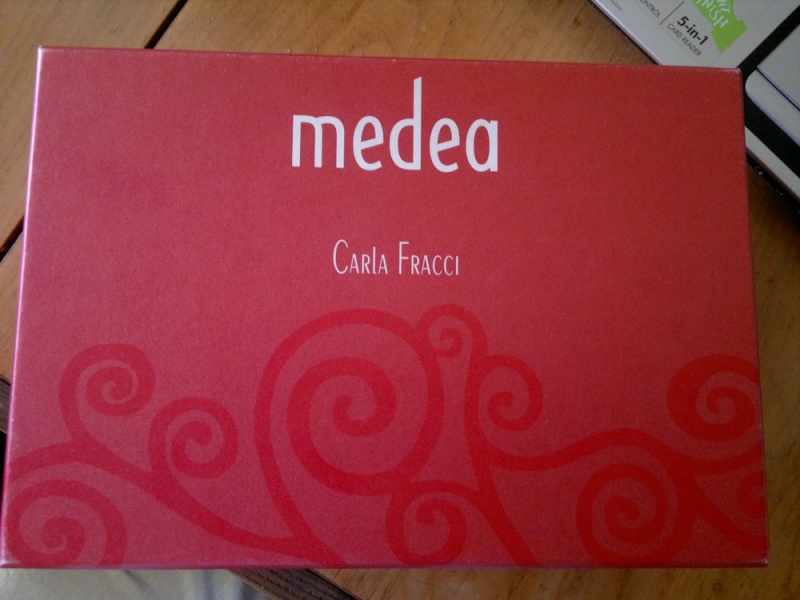 medea
CARLA FRACCI
5-in-1
CARD READER